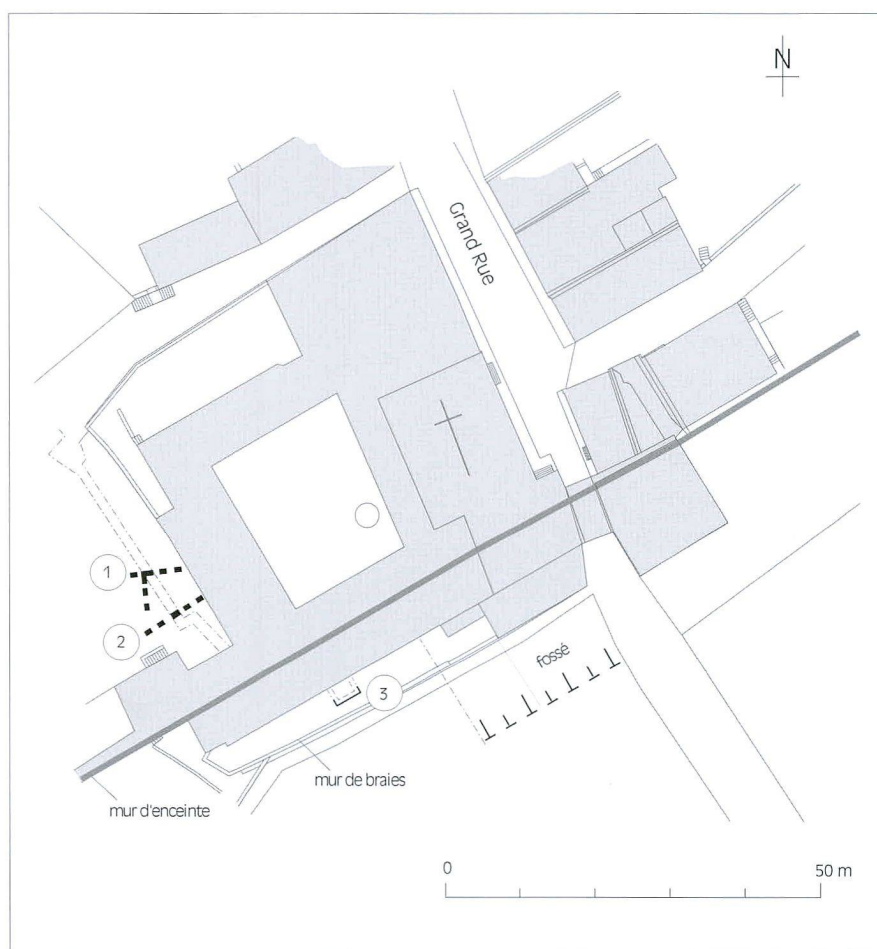 N
Grand Rue
1
2
3
fossé
mur de braies
mur d'enceinte
0
50 m